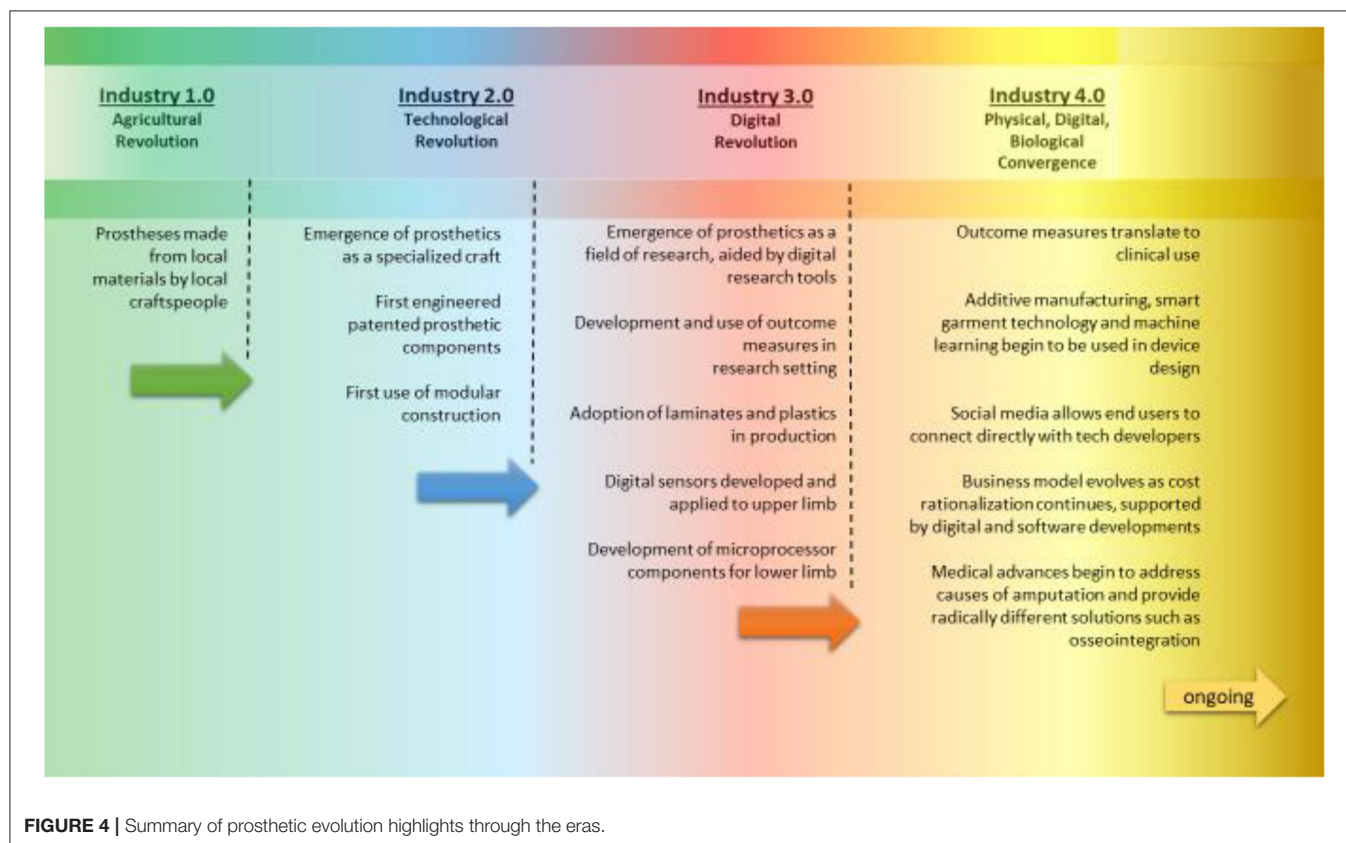 Industry 1.0
Agricultural
Revolution
Prostheses made
from local
materials by local
craftspeople
Industry 2.0
Technological
Revolution
Emergence of prosthetics
as a specialized craft
First engineered
patented prosthetic
components
First use of modular
construction
Industry 3.0
Digital
Revolution
Emergence of prosthetics as a
field of research, aided by digital
research tools
Development and use of outcome
measures in
research setting
Adoption of laminates and plastics
in production
Digital sensors developed and
applied to upper limb
Development of microprocessor
components for lower limb
Industry 4.0
Physical, Digital,
Biological
Convergence
Outcome measures translate to
clinical use
Additive manufacturing, smart
garment technology and machine
learning begin to be used in device
design
Social media allows end users to
connect directly with tech developers
Business model evolves as cost
rationalization continues, supported
by digital and software developments
Medical advances begin to address
causes of amputation and provide
radically different solutions such as
osseointegration
ongoing
FIGURE 4 | Summary of prosthetic evolution highlights through the eras.